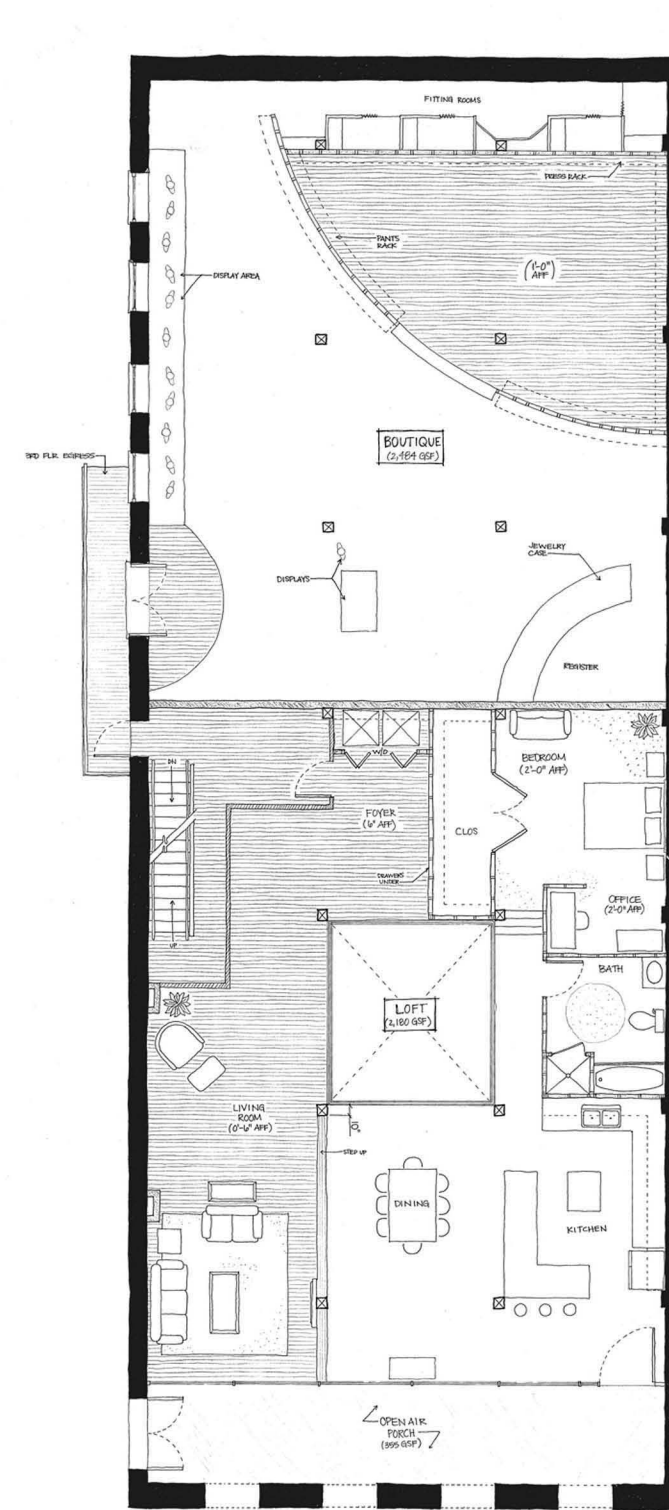 FITTING ROOMS
PRESS RACK
PANTS
RACK
(1'-0"
AFF)
DISPLAY AREA
BOUTIQUE
(2,484 GSF)
3RD FLR EGRESS
JEWELRY
CASE
DISPLAYS
REGISTER
W/D
BEDROOM
(2'-0" AFF)
DN
FOYER
(6" AFF)
CLOS
DRAWERS
UNDER
OFFICE
(2'-0" AFF)
UP
BATH
LOFT
(2,180 GSF)
LIVING
ROOM
(0'-6" AFF)
STEP UP
DINING
KITCHEN
OPEN AIR
PORCH
(355 GSF)